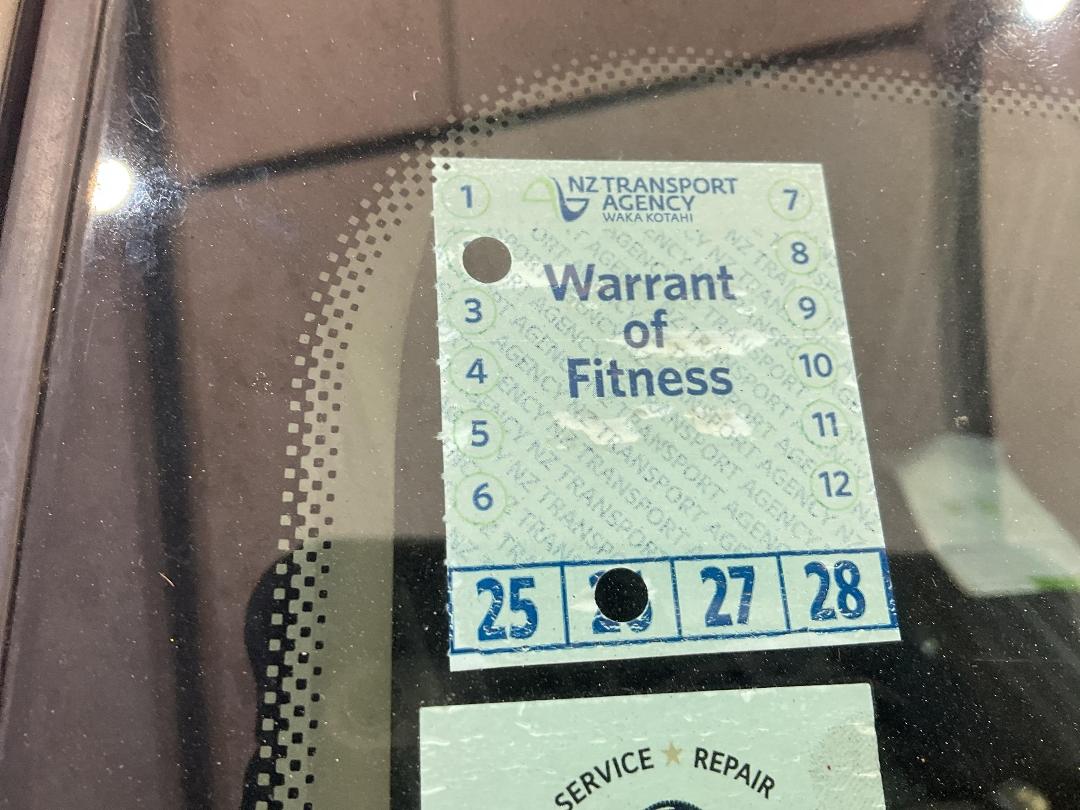 NZ TRANSPORT
AGENCY
WAKA KOTAHI
Warrant
of
Fitness
1
3
4
5
6
7
8
9
10
11
12
25
27
28
SERVICE ★ REPAIR